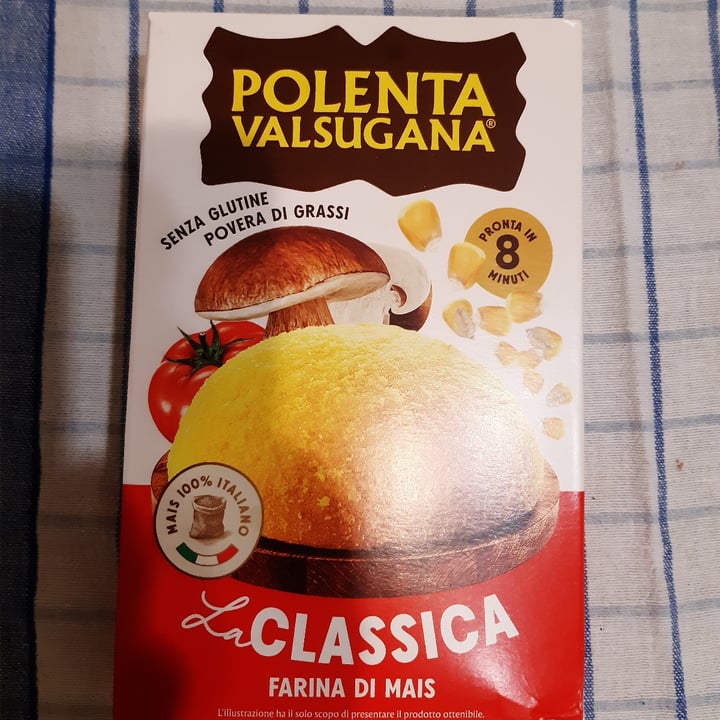 POLENTA
VALSUGANA®
SENZA GLUTINE
POVERA DI GRASSI
PRONTA IN
8
MINUTI
MAIS 100% ITALIANO
La CLASSICA
FARINA DI MAIS
L'illustrazione ha il solo scopo di presentare il prodotto ottenibile.